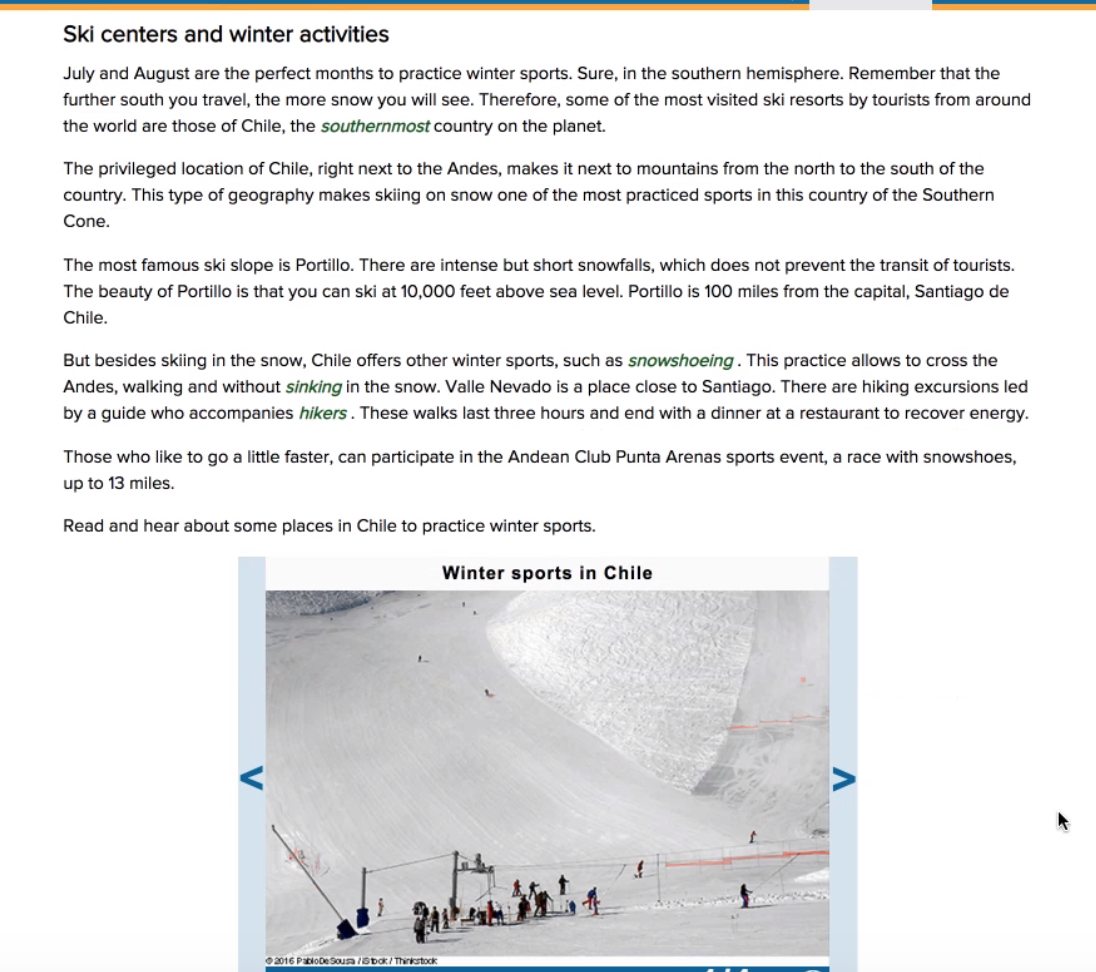 Ski centers and winter activities
July and August are the perfect months to practice winter sports. Sure, in the southern hemisphere. Remember that the
further south you travel, the more snow you will see. Therefore, some of the most visited ski resorts by tourists from around
the world are those of Chile, the southernmost country on the planet.
The privileged location of Chile, right next to the Andes, makes it next to mountains from the north to the south of the
country. This type of geography makes skiing on snow one of the most practiced sports in this country of the Southern
Cone.
The most famous ski slope is Portillo. There are intense but short snowfalls, which does not prevent the transit of tourists.
The beauty of Portillo is that you can ski at 10,000 feet above sea level. Portillo is 100 miles from the capital, Santiago de
Chile.
But besides skiing in the snow, Chile offers other winter sports, such as snowshoeing . This practice allows to cross the
Andes, walking and without sinking in the snow. Valle Nevado is a place close to Santiago. There are hiking excursions led
by a guide who accompanies hikers . These walks last three hours and end with a dinner at a restaurant to recover energy.
Those who like to go a little faster, can participate in the Andean Club Punta Arenas sports event, a race with snowshoes,
up to 13 miles.
Read and hear about some places in Chile to practice winter sports.
Winter sports in Chile
< >
© 2016 PabloDeSousa / iStock / Thinkstock